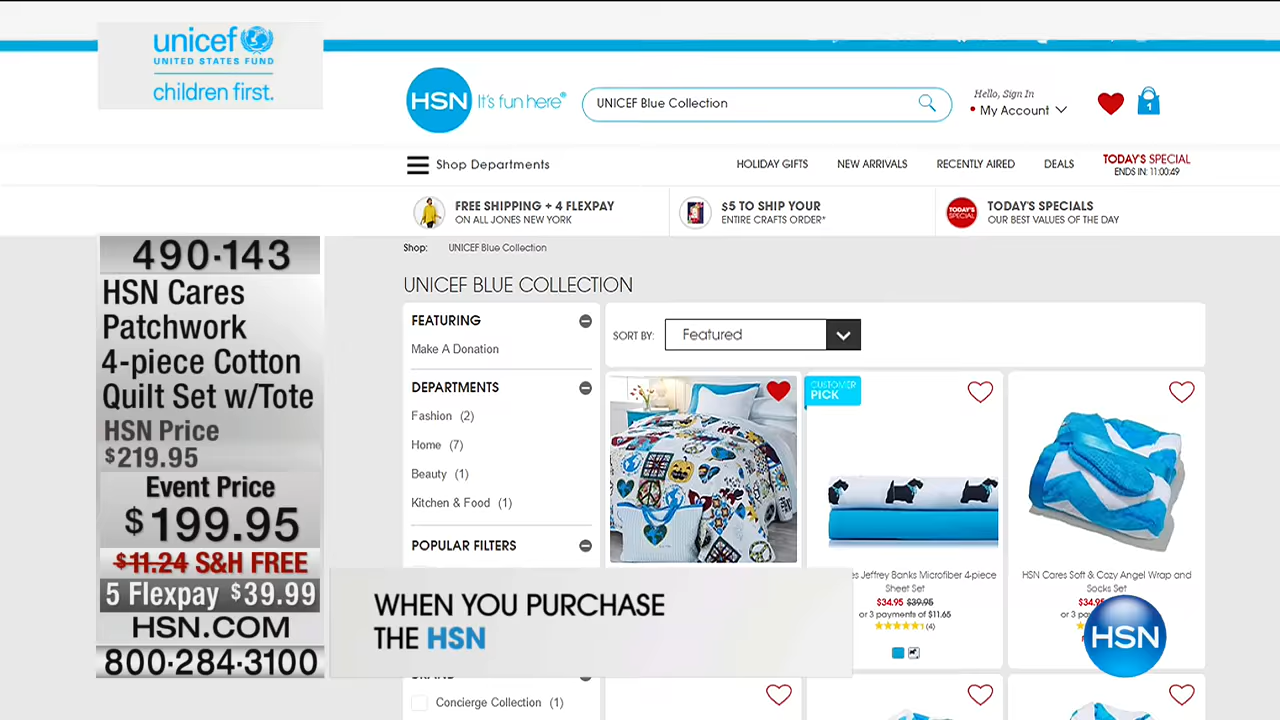 unicef
UNITED STATES FUND
children first.
HSN It's fun here®
UNICEF Blue Collection
Hello, Sign In
My Account
1
Shop Departments
HOLIDAY GIFTS
NEW ARRIVALS
RECENTLY AIRED
DEALS
TODAY'S SPECIAL
ENDS IN: 11:00:49
FREE SHIPPING + 4 FLEXPAY
ON ALL JONES NEW YORK
$5 TO SHIP YOUR
ENTIRE CRAFTS ORDER*
TODAY'S SPECIAL
TODAY'S SPECIALS
OUR BEST VALUES OF THE DAY
490-143
HSN Cares
Patchwork
4-piece Cotton
Quilt Set w/Tote
HSN Price
$219.95
Event Price
$199.95
$11.24 S&H FREE
5 Flexpay $39.99
HSN.COM
800-284-3100
Shop: UNICEF Blue Collection
UNICEF BLUE COLLECTION
FEATURING
Make A Donation
DEPARTMENTS
Fashion (2)
Home (7)
Beauty (1)
Kitchen & Food (1)
POPULAR FILTERS
Concierge Collection (1)
SORT BY: Featured
CUSTOMER
PICK
Jeffrey Banks Microfiber 4-piece
Sheet Set
$34.95 $39.95
or 3 payments of $11.65
(4)
HSN Cares Soft & Cozy Angel Wrap and
Socks Set
$34.95
or 3
WHEN YOU PURCHASE
THE HSN
HSN